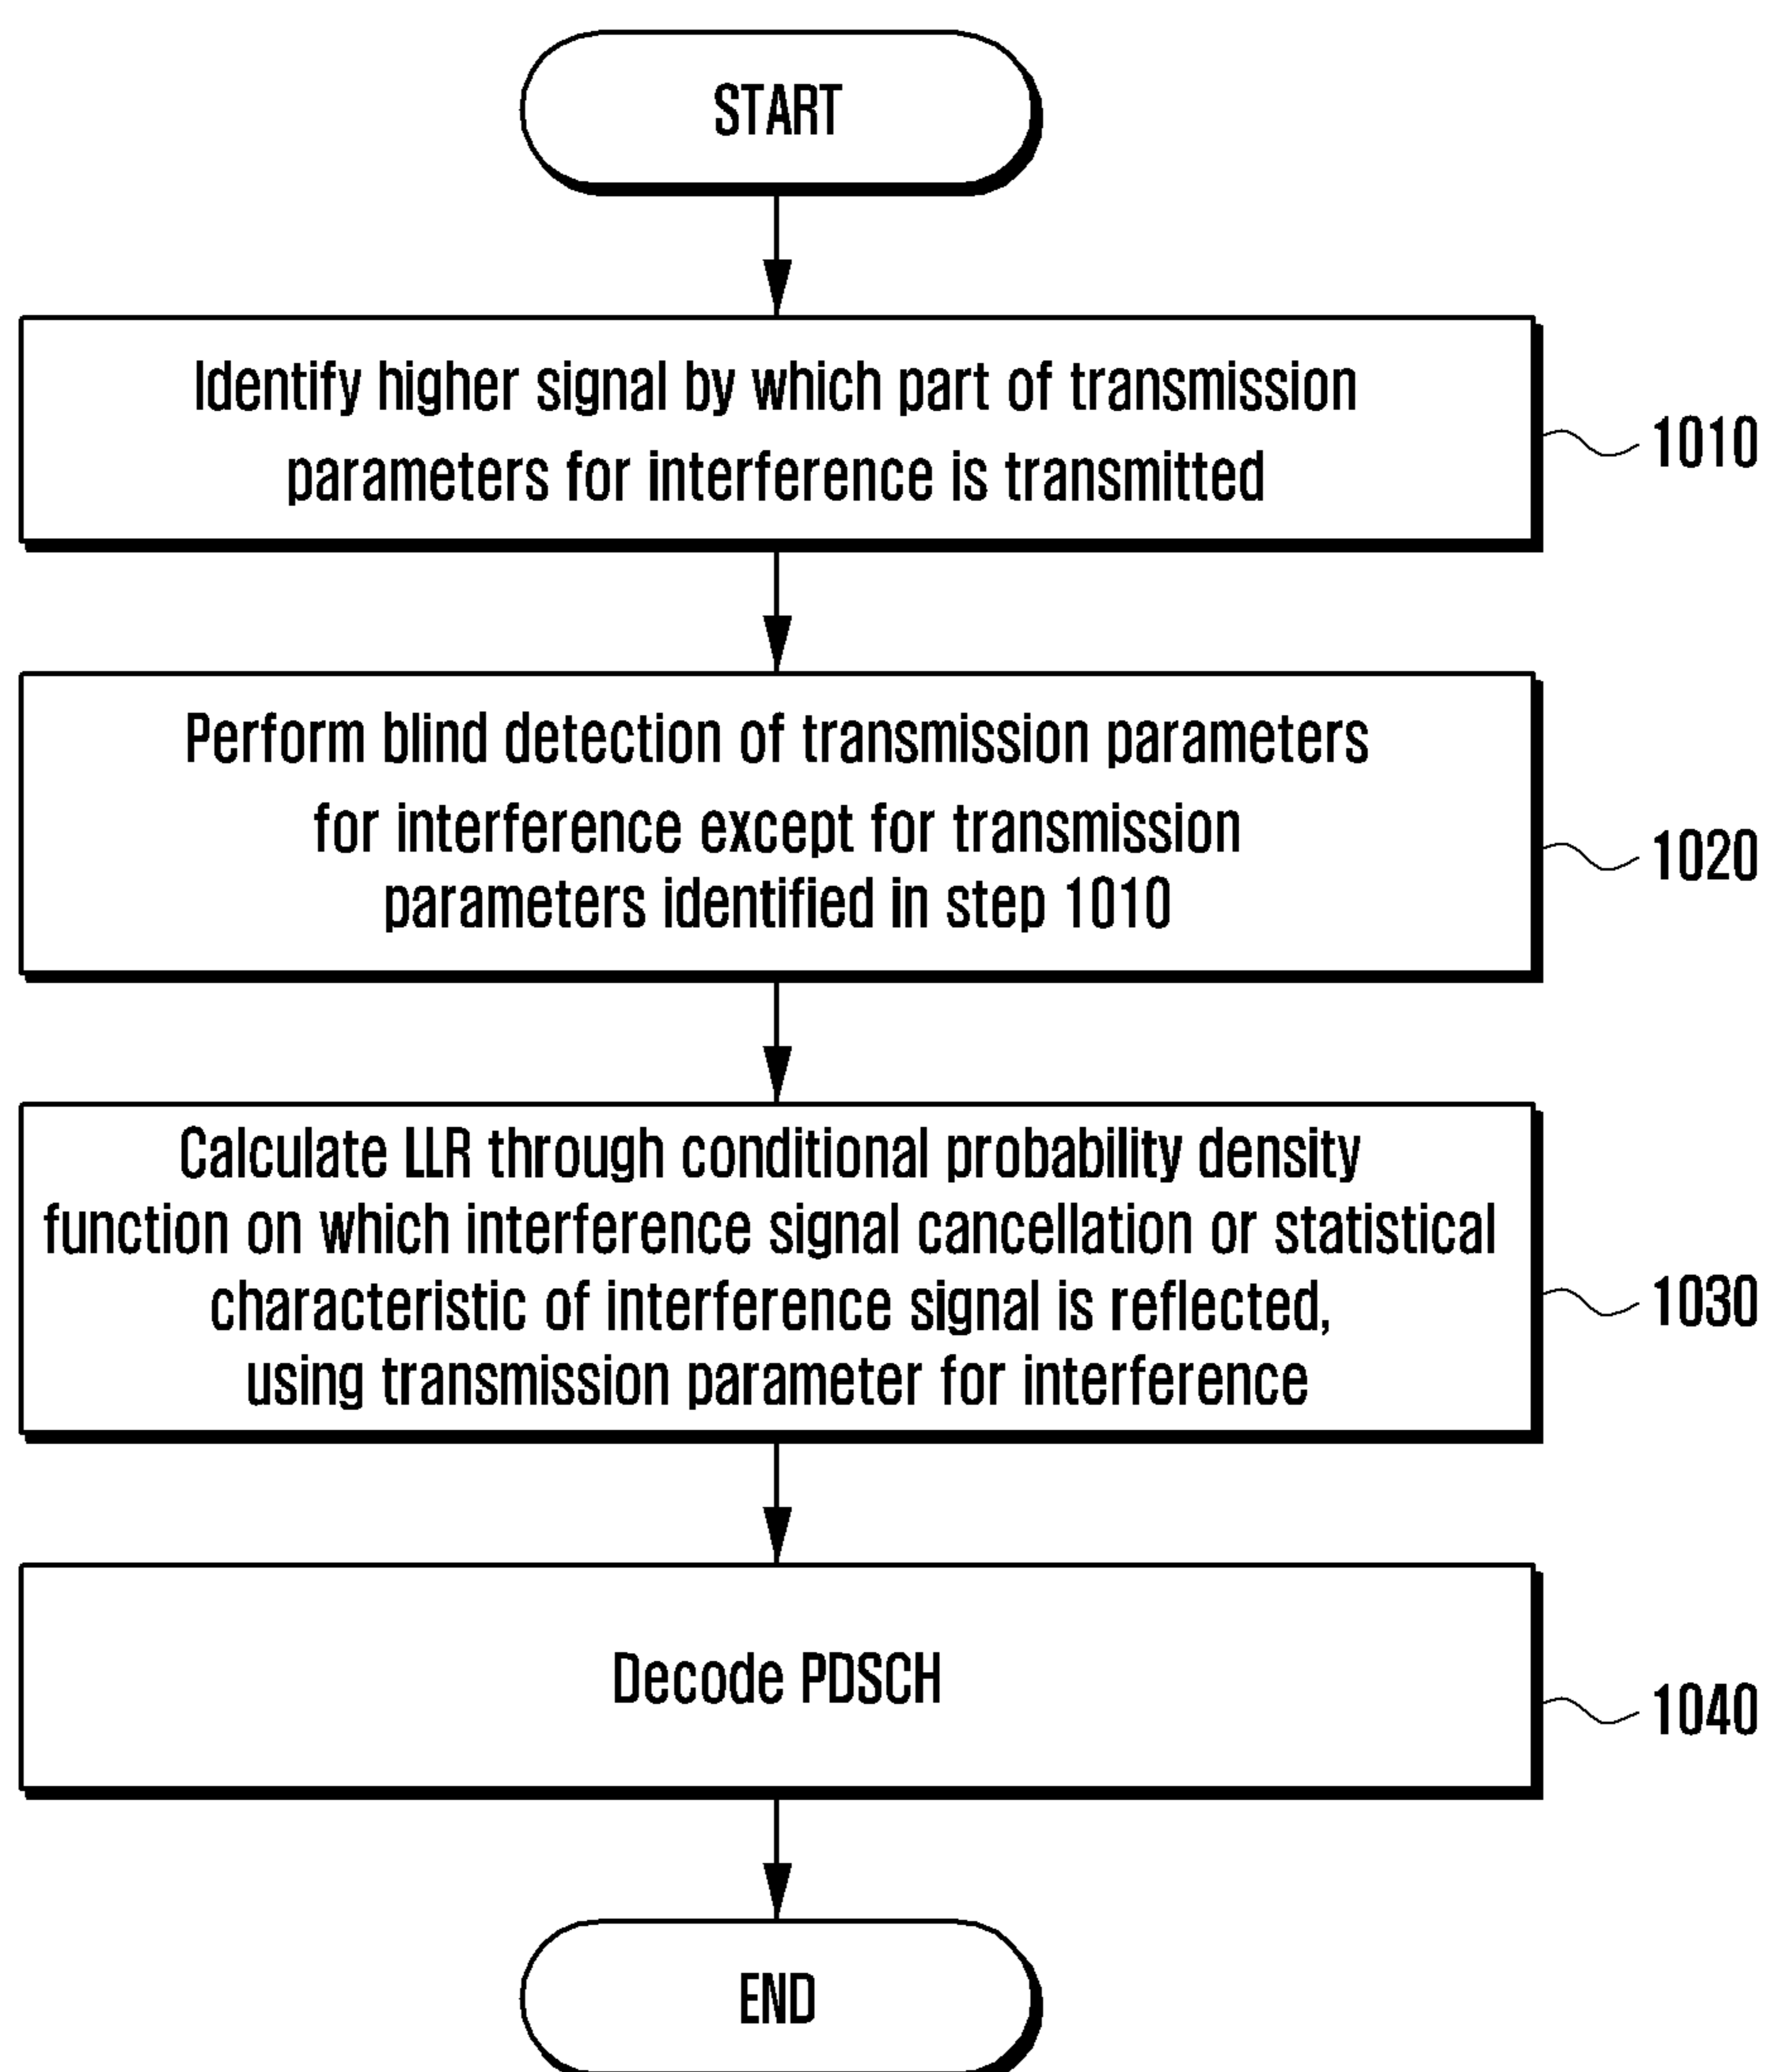 START
Identify higher signal by which part of transmission
parameters for interference is transmitted
1010
Perform blind detection of transmission parameters
for interference except for transmission
parameters identified in step 1010
1020
Calculate LLR through conditional probability density
function on which interference signal cancellation or statistical
characteristic of interference signal is reflected,
using transmission parameter for interference
1030
Decode PDSCH
1040
END